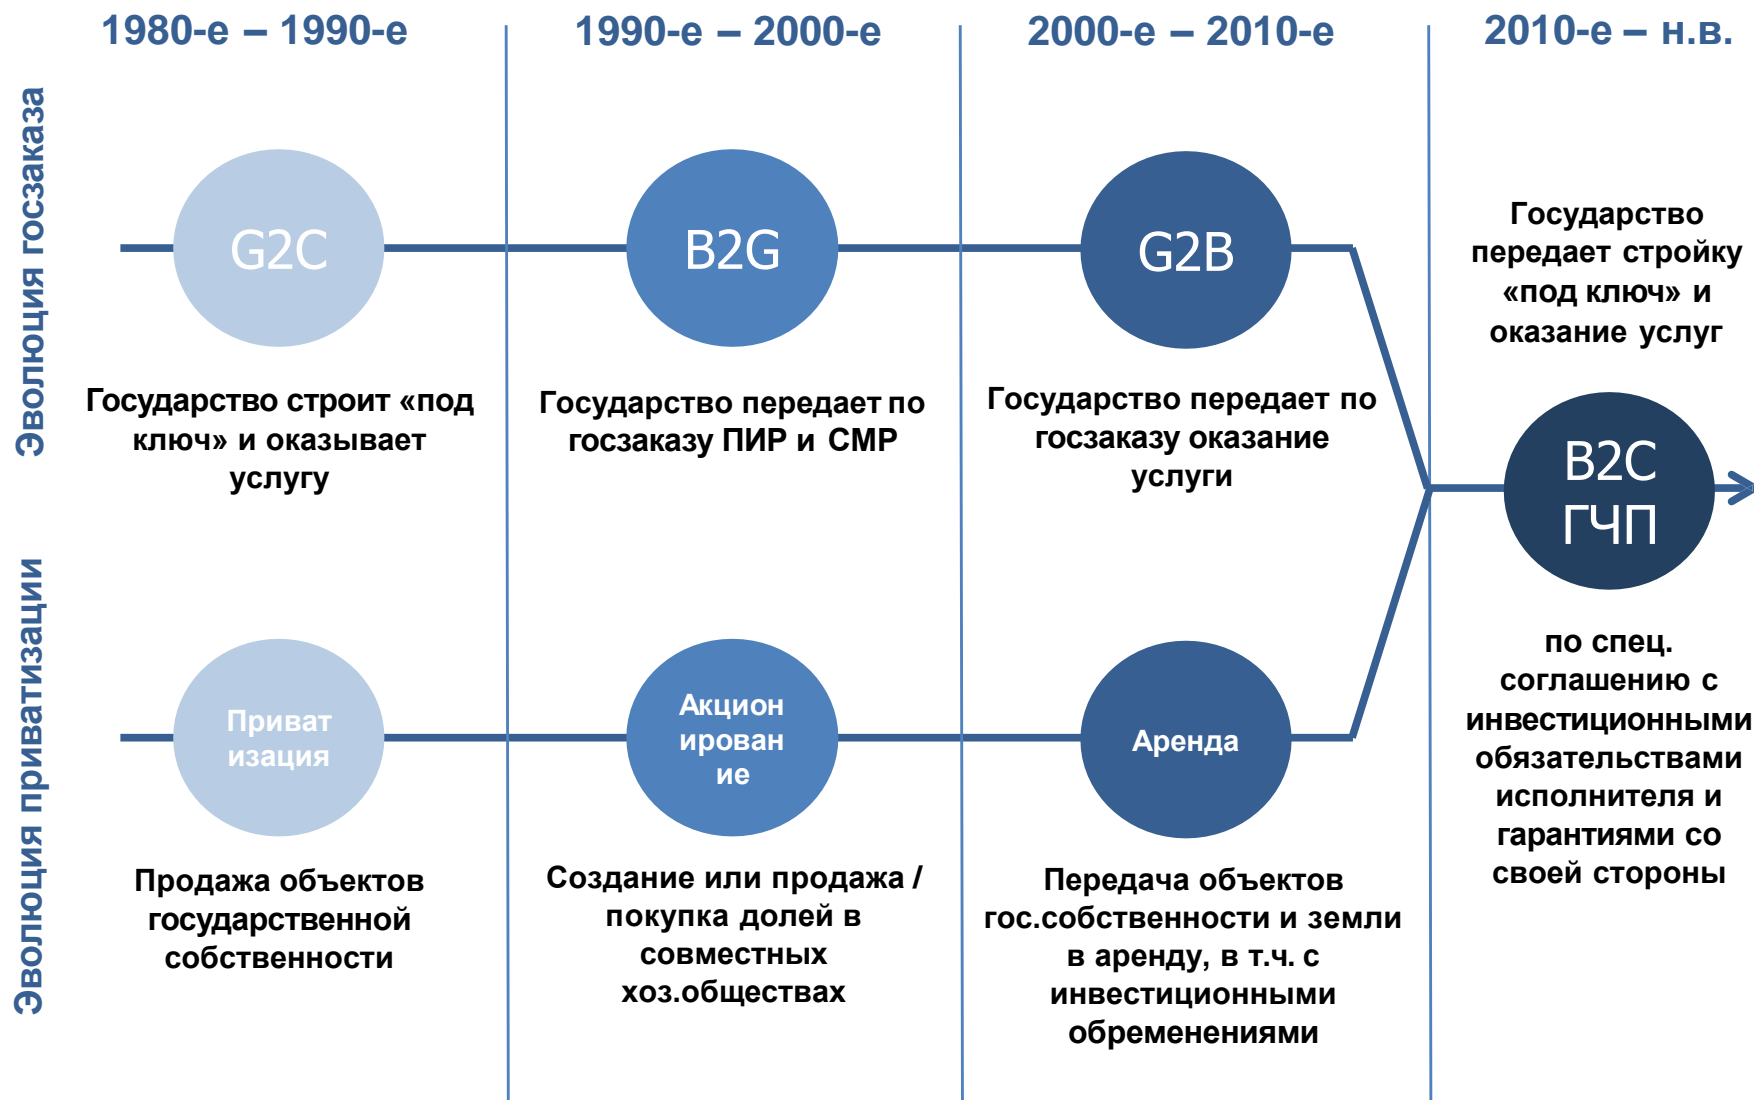 1980-е – 1990-е
1990-е – 2000-е
2000-е – 2010-е
2010-е – н.в.
Эволюция госзаказа
G2C
Государство строит «под
ключ» и оказывает
услугу
B2G
Государство передает по
госзаказу ПИР и СМР
G2B
Государство передает по
госзаказу оказание
услуги
Государство
передает стройку
«под ключ» и
оказание услуг
B2C
ГЧП
по спец.
соглашению с
инвестиционными
обязательствами
исполнителя и
гарантиями со
своей стороны
Эволюция приватизации
Приват
изация
Продажа объектов
государственной
собственности
Акцион
ирован
ие
Создание или продажа /
покупка долей в
совместных
хоз.обществах
Аренда
Передача объектов
гос.собственности и земли
в аренду, в т.ч. с
инвестиционными
обременениями